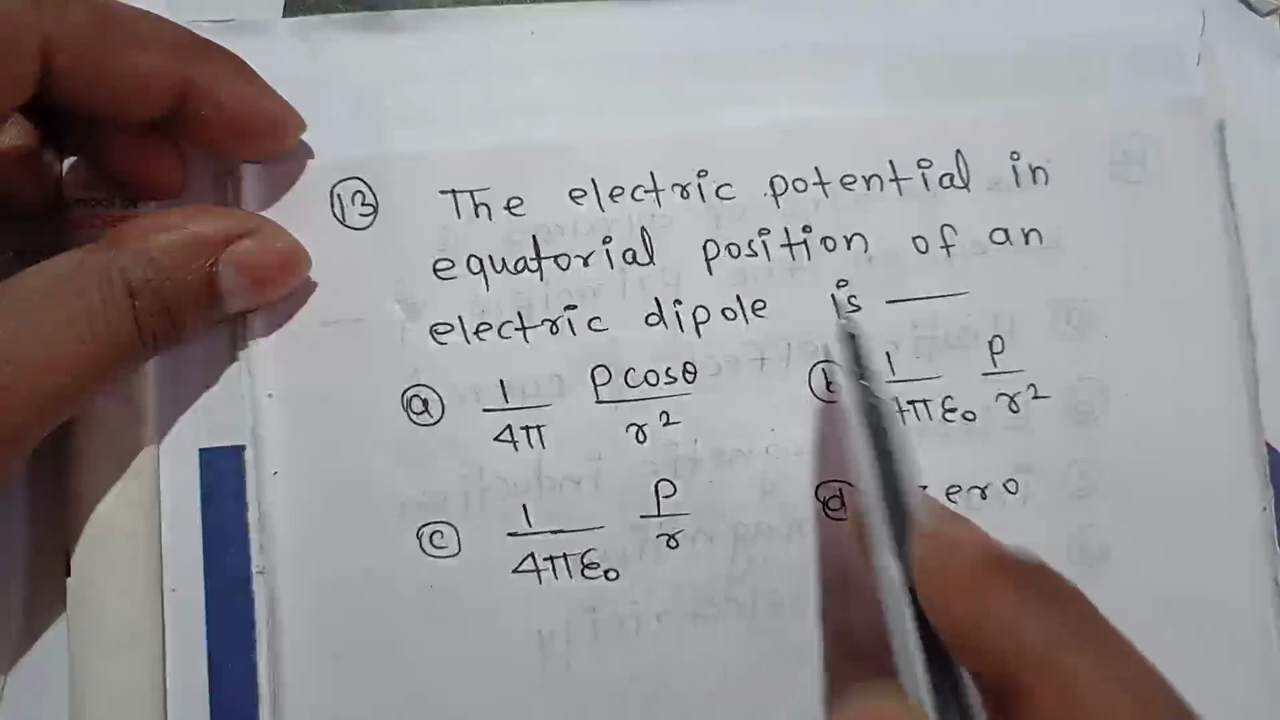 13 The electric potential in
equatorial position of an
electric dipole is —
a 1/4π Pcosθ/r² b 1/4πε₀ P/r²
c 1/4πε₀ P/r d zero